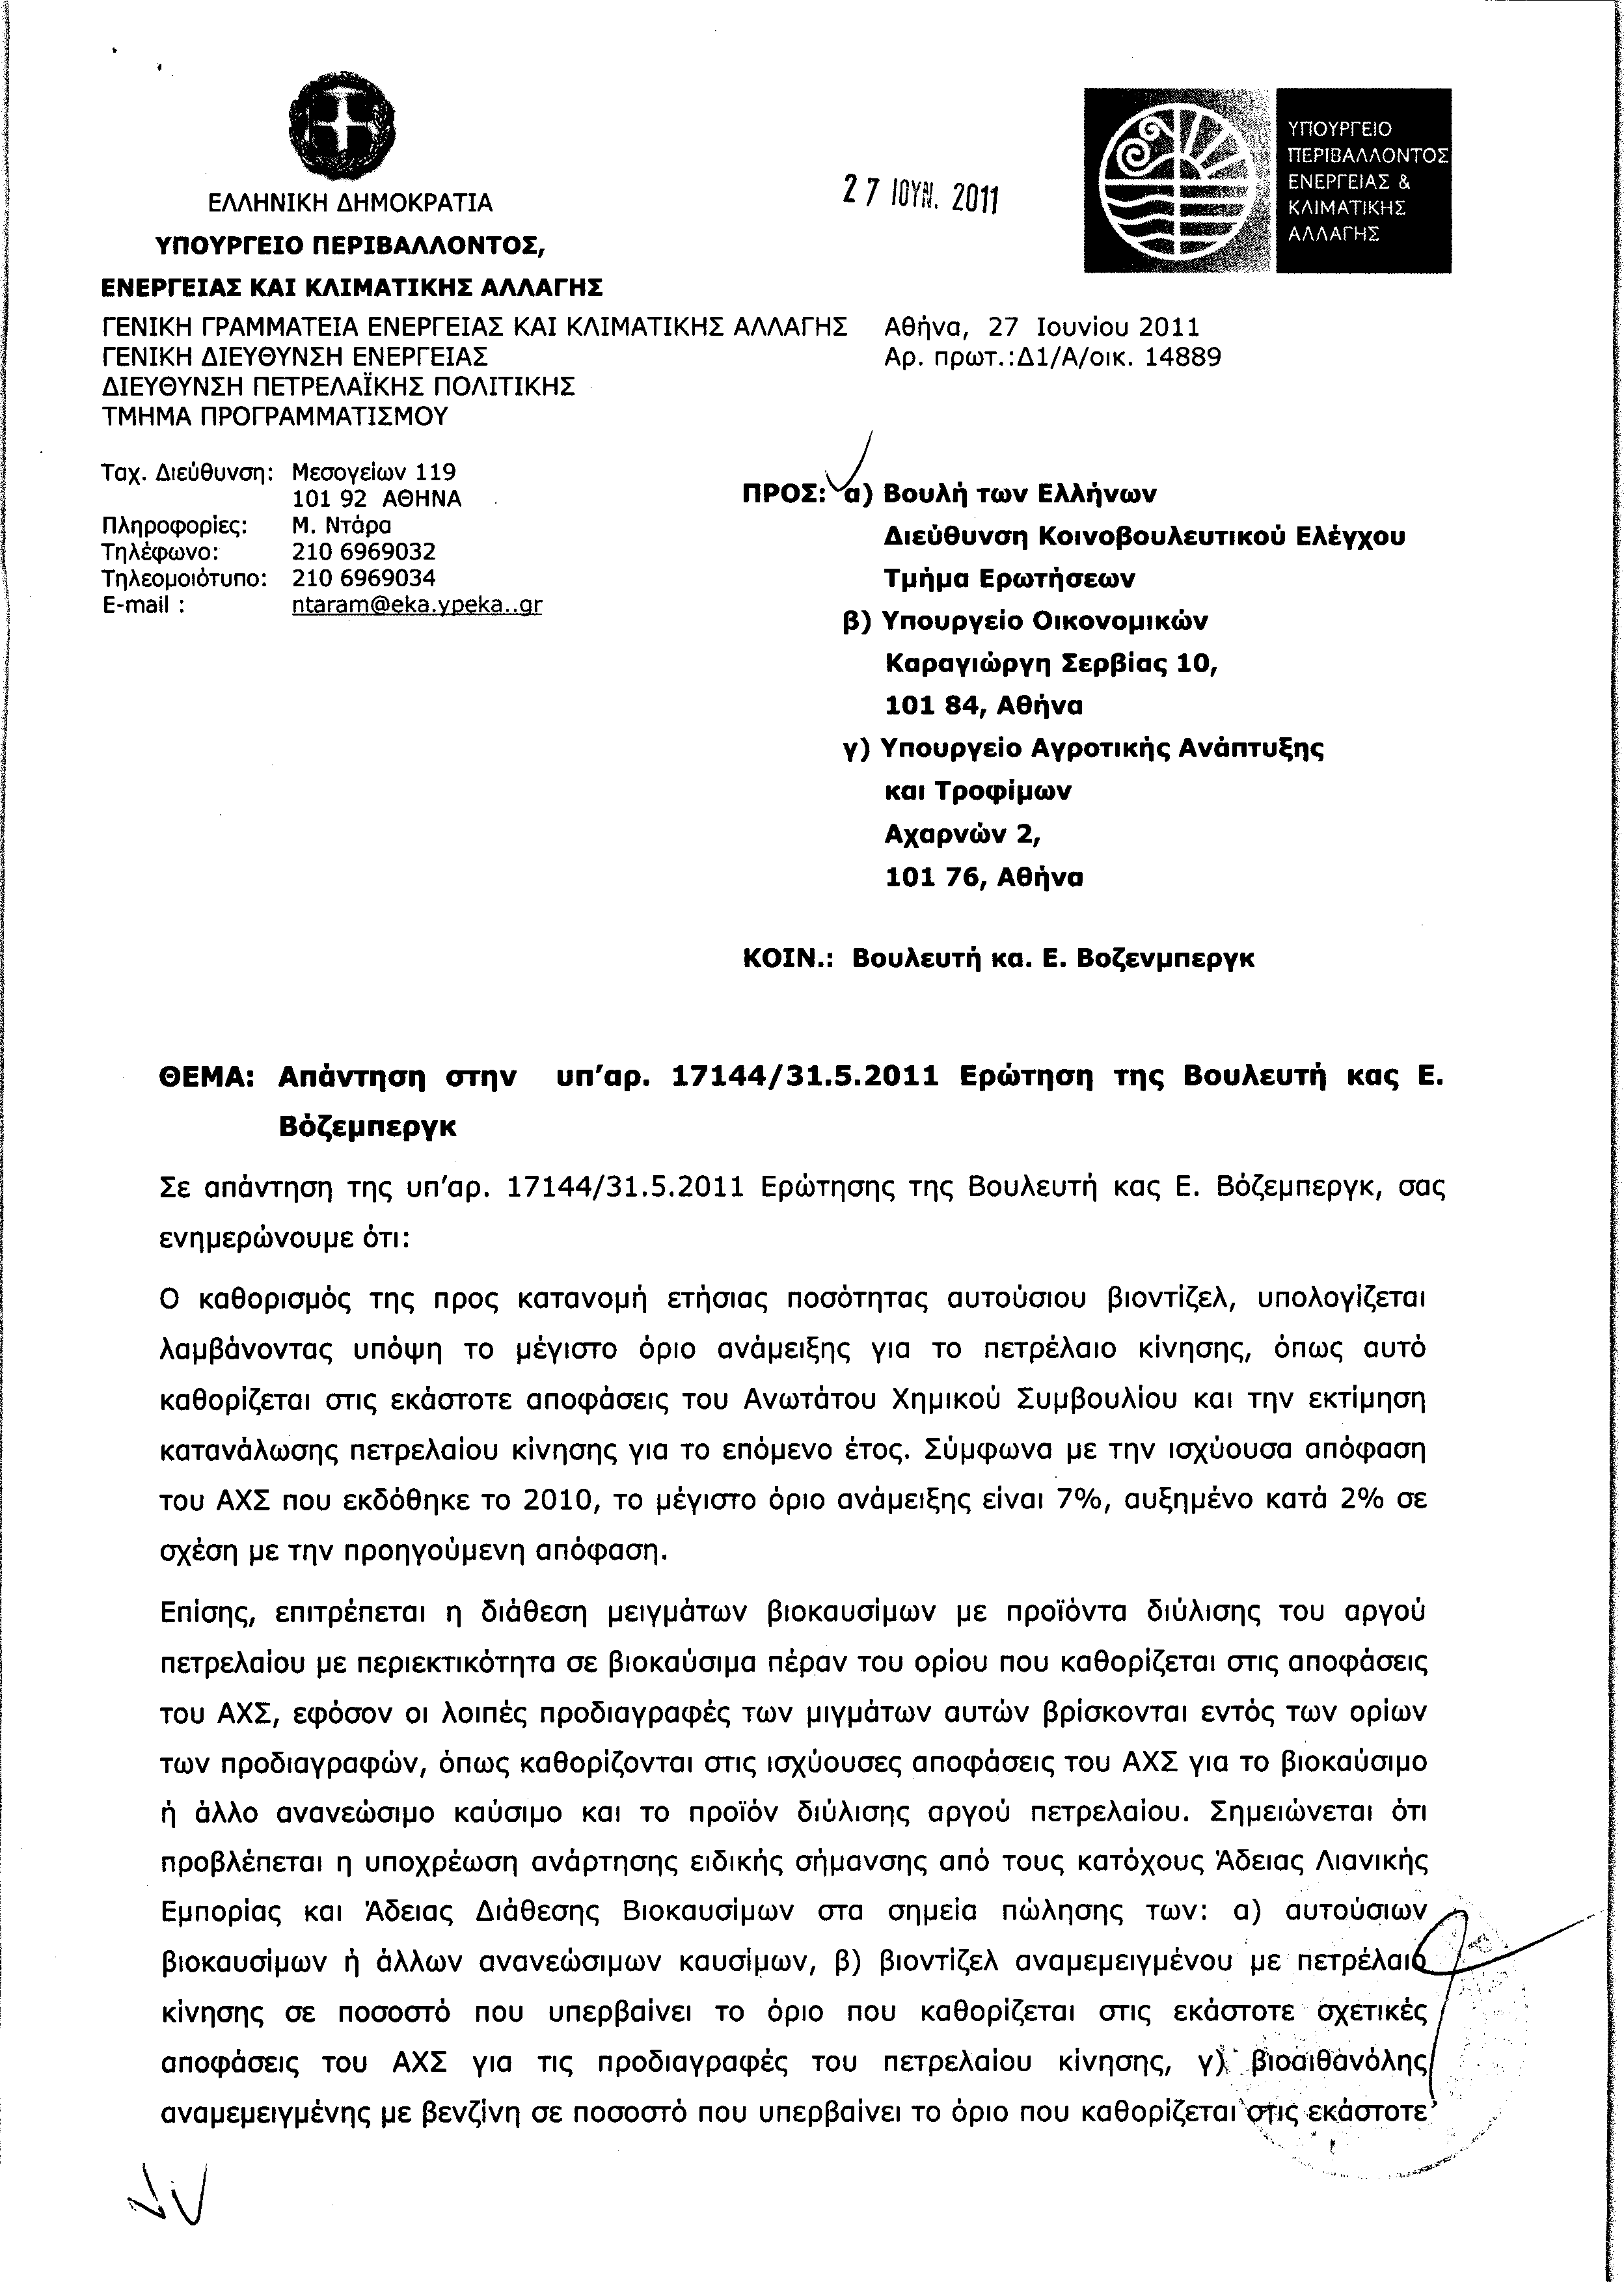 ΕΛΛΗΝΙΚΗ ΔΗΜΟΚΡΑΤΙΑ
ΥΠΟΥΡΓΕΙΟ ΠΕΡΙΒΑΛΛΟΝΤΟΣ,
ΕΝΕΡΓΕΙΑΣ ΚΑΙ ΚΛΙΜΑΤΙΚΗΣ ΑΛΛΑΓΗΣ
ΓΕΝΙΚΗ ΓΡΑΜΜΑΤΕΙΑ ΕΝΕΡΓΕΙΑΣ ΚΑΙ ΚΛΙΜΑΤΙΚΗΣ ΑΛΛΑΓΗΣ
ΓΕΝΙΚΗ ΔΙΕΥΘΥΝΣΗ ΕΝΕΡΓΕΙΑΣ
ΔΙΕΥΘΥΝΣΗ ΠΕΤΡΕΛΑΪΚΗΣ ΠΟΛΙΤΙΚΗΣ
ΤΜΗΜΑ ΠΡΟΓΡΑΜΜΑΤΙΣΜΟΥ
27 ΙΟΥΝ. 2011
ΥΠΟΥΡΓΕΙΟ
ΠΕΡΙΒΑΛΛΟΝΤΟΣ
ΕΝΕΡΓΕΙΑΣ &
ΚΛΙΜΑΤΙΚΗΣ
ΑΛΛΑΓΗΣ
Αθήνα, 27 Ιουνίου 2011
Αρ. πρωτ.:Δ1/Α/οικ. 14889
Ταχ. Διεύθυνση: Μεσογείων 119
101 92 ΑΘΗΝΑ
Πληροφορίες: Μ. Ντάρα
Τηλέφωνο: 210 6969032
Τηλεομοιότυπο: 210 6969034
E-mail : ntaram@eka.ypeka..gr
ΠΡΟΣ: α) Βουλή των Ελλήνων
Διεύθυνση Κοινοβουλευτικού Ελέγχου
Τμήμα Ερωτήσεων
β) Υπουργείο Οικονομικών
Καραγιώργη Σερβίας 10,
101 84, Αθήνα
γ) Υπουργείο Αγροτικής Ανάπτυξης
και Τροφίμων
Αχαρνών 2,
101 76, Αθήνα
ΚΟΙΝ.: Βουλευτή κα. Ε. Βοζενμπεργκ
ΘΕΜΑ: Απάντηση στην υπ'αρ. 17144/31.5.2011 Ερώτηση της Βουλευτή κας Ε.
Βόζεμπεργκ
Σε απάντηση της υπ'αρ. 17144/31.5.2011 Ερώτησης της Βουλευτή κας Ε. Βόζεμπεργκ, σας
ενημερώνουμε ότι:
Ο καθορισμός της προς κατανομή ετήσιας ποσότητας αυτούσιου βιοντίζελ, υπολογίζεται
λαμβάνοντας υπόψη το μέγιστο όριο ανάμειξης για το πετρέλαιο κίνησης, όπως αυτό
καθορίζεται στις εκάστοτε αποφάσεις του Ανωτάτου Χημικού Συμβουλίου και την εκτίμηση
κατανάλωσης πετρελαίου κίνησης για το επόμενο έτος. Σύμφωνα με την ισχύουσα απόφαση
του ΑΧΣ που εκδόθηκε το 2010, το μέγιστο όριο ανάμειξης είναι 7%, αυξημένο κατά 2% σε
σχέση με την προηγούμενη απόφαση.
Επίσης, επιτρέπεται η διάθεση μειγμάτων βιοκαυσίμων με προϊόντα διύλισης του αργού
πετρελαίου με περιεκτικότητα σε βιοκαύσιμα πέραν του ορίου που καθορίζεται στις αποφάσεις
του ΑΧΣ, εφόσον οι λοιπές προδιαγραφές των μιγμάτων αυτών βρίσκονται εντός των ορίων
των προδιαγραφών, όπως καθορίζονται στις ισχύουσες αποφάσεις του ΑΧΣ για το βιοκαύσιμο
ή άλλο ανανεώσιμο καύσιμο και το προϊόν διύλισης αργού πετρελαίου. Σημειώνεται ότι
προβλέπεται η υποχρέωση ανάρτησης ειδικής σήμανσης από τους κατόχους Άδειας Λιανικής
Εμπορίας και Άδειας Διάθεσης Βιοκαυσίμων στα σημεία πώλησης των: α) αυτούσιων
βιοκαυσίμων ή άλλων ανανεώσιμων καυσίμων, β) βιοντίζελ αναμεμειγμένου με πετρέλαιο
κίνησης σε ποσοστό που υπερβαίνει το όριο που καθορίζεται στις εκάστοτε σχετικές
αποφάσεις του ΑΧΣ για τις προδιαγραφές του πετρελαίου κίνησης, γ) βιοαιθανόλης
αναμεμειγμένης με βενζίνη σε ποσοστό που υπερβαίνει το όριο που καθορίζεται στις εκάστοτε